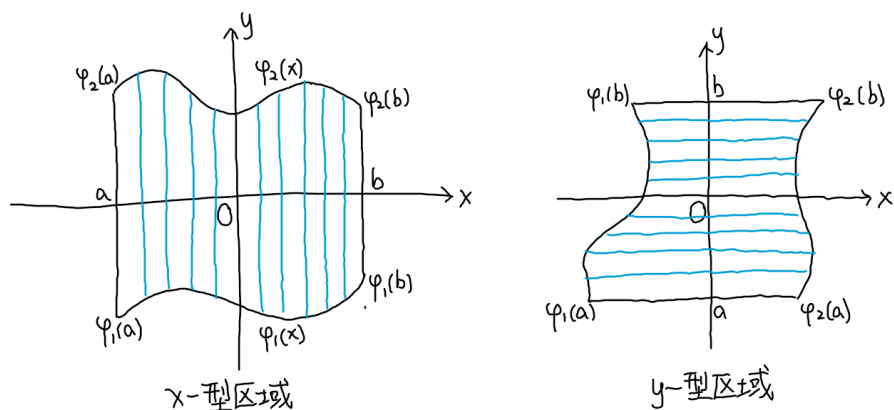 y
φ₂(a)
φ₂(x)
φ₂(b)
a
b
x
O
φ₁(a)
φ₁(x)
φ₁(b)
x-型区域
y
φ₁(b)
b
φ₂(b)
x
O
φ₁(a)
a
φ₂(a)
y-型区域